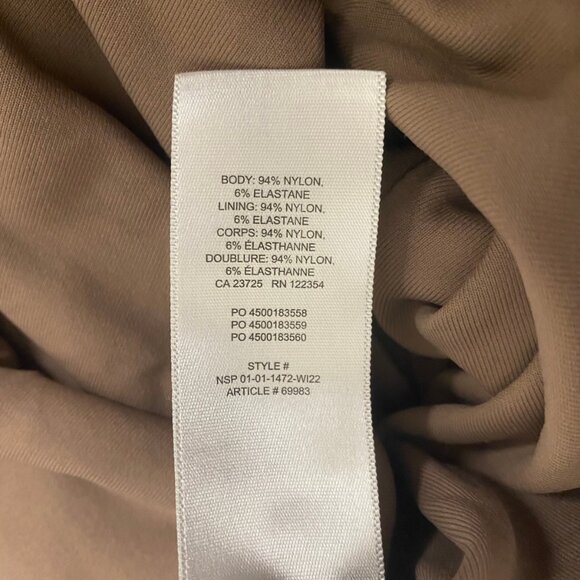 BODY: 94% NYLON,
6% ELASTANE
LINING: 94% NYLON,
6% ELASTANE
CORPS: 94% NYLON,
6% ÉLASTHANNE
DOUBLURE: 94% NYLON,
6% ÉLASTHANNE
CA 23725 RN 122354
PO 4500183558
PO 4500183559
PO 4500183560
STYLE #
NSP 01-01-1472-WI22
ARTICLE # 69983